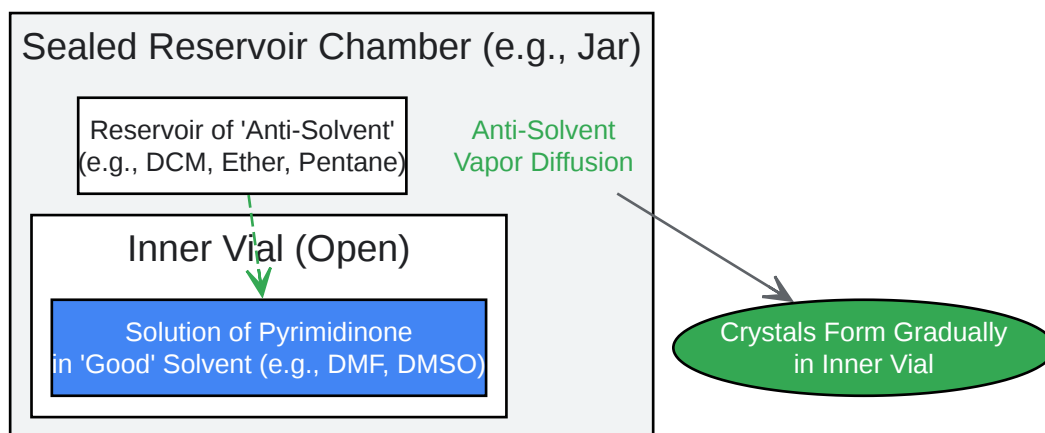 Sealed Reservoir Chamber (e.g., Jar)
Reservoir of 'Anti-Solvent'
(e.g., DCM, Ether, Pentane)
Anti-Solvent
Vapor Diffusion
Inner Vial (Open)
Solution of Pyrimidinone
in 'Good' Solvent (e.g., DMF, DMSO)
Crystals Form Gradually
in Inner Vial